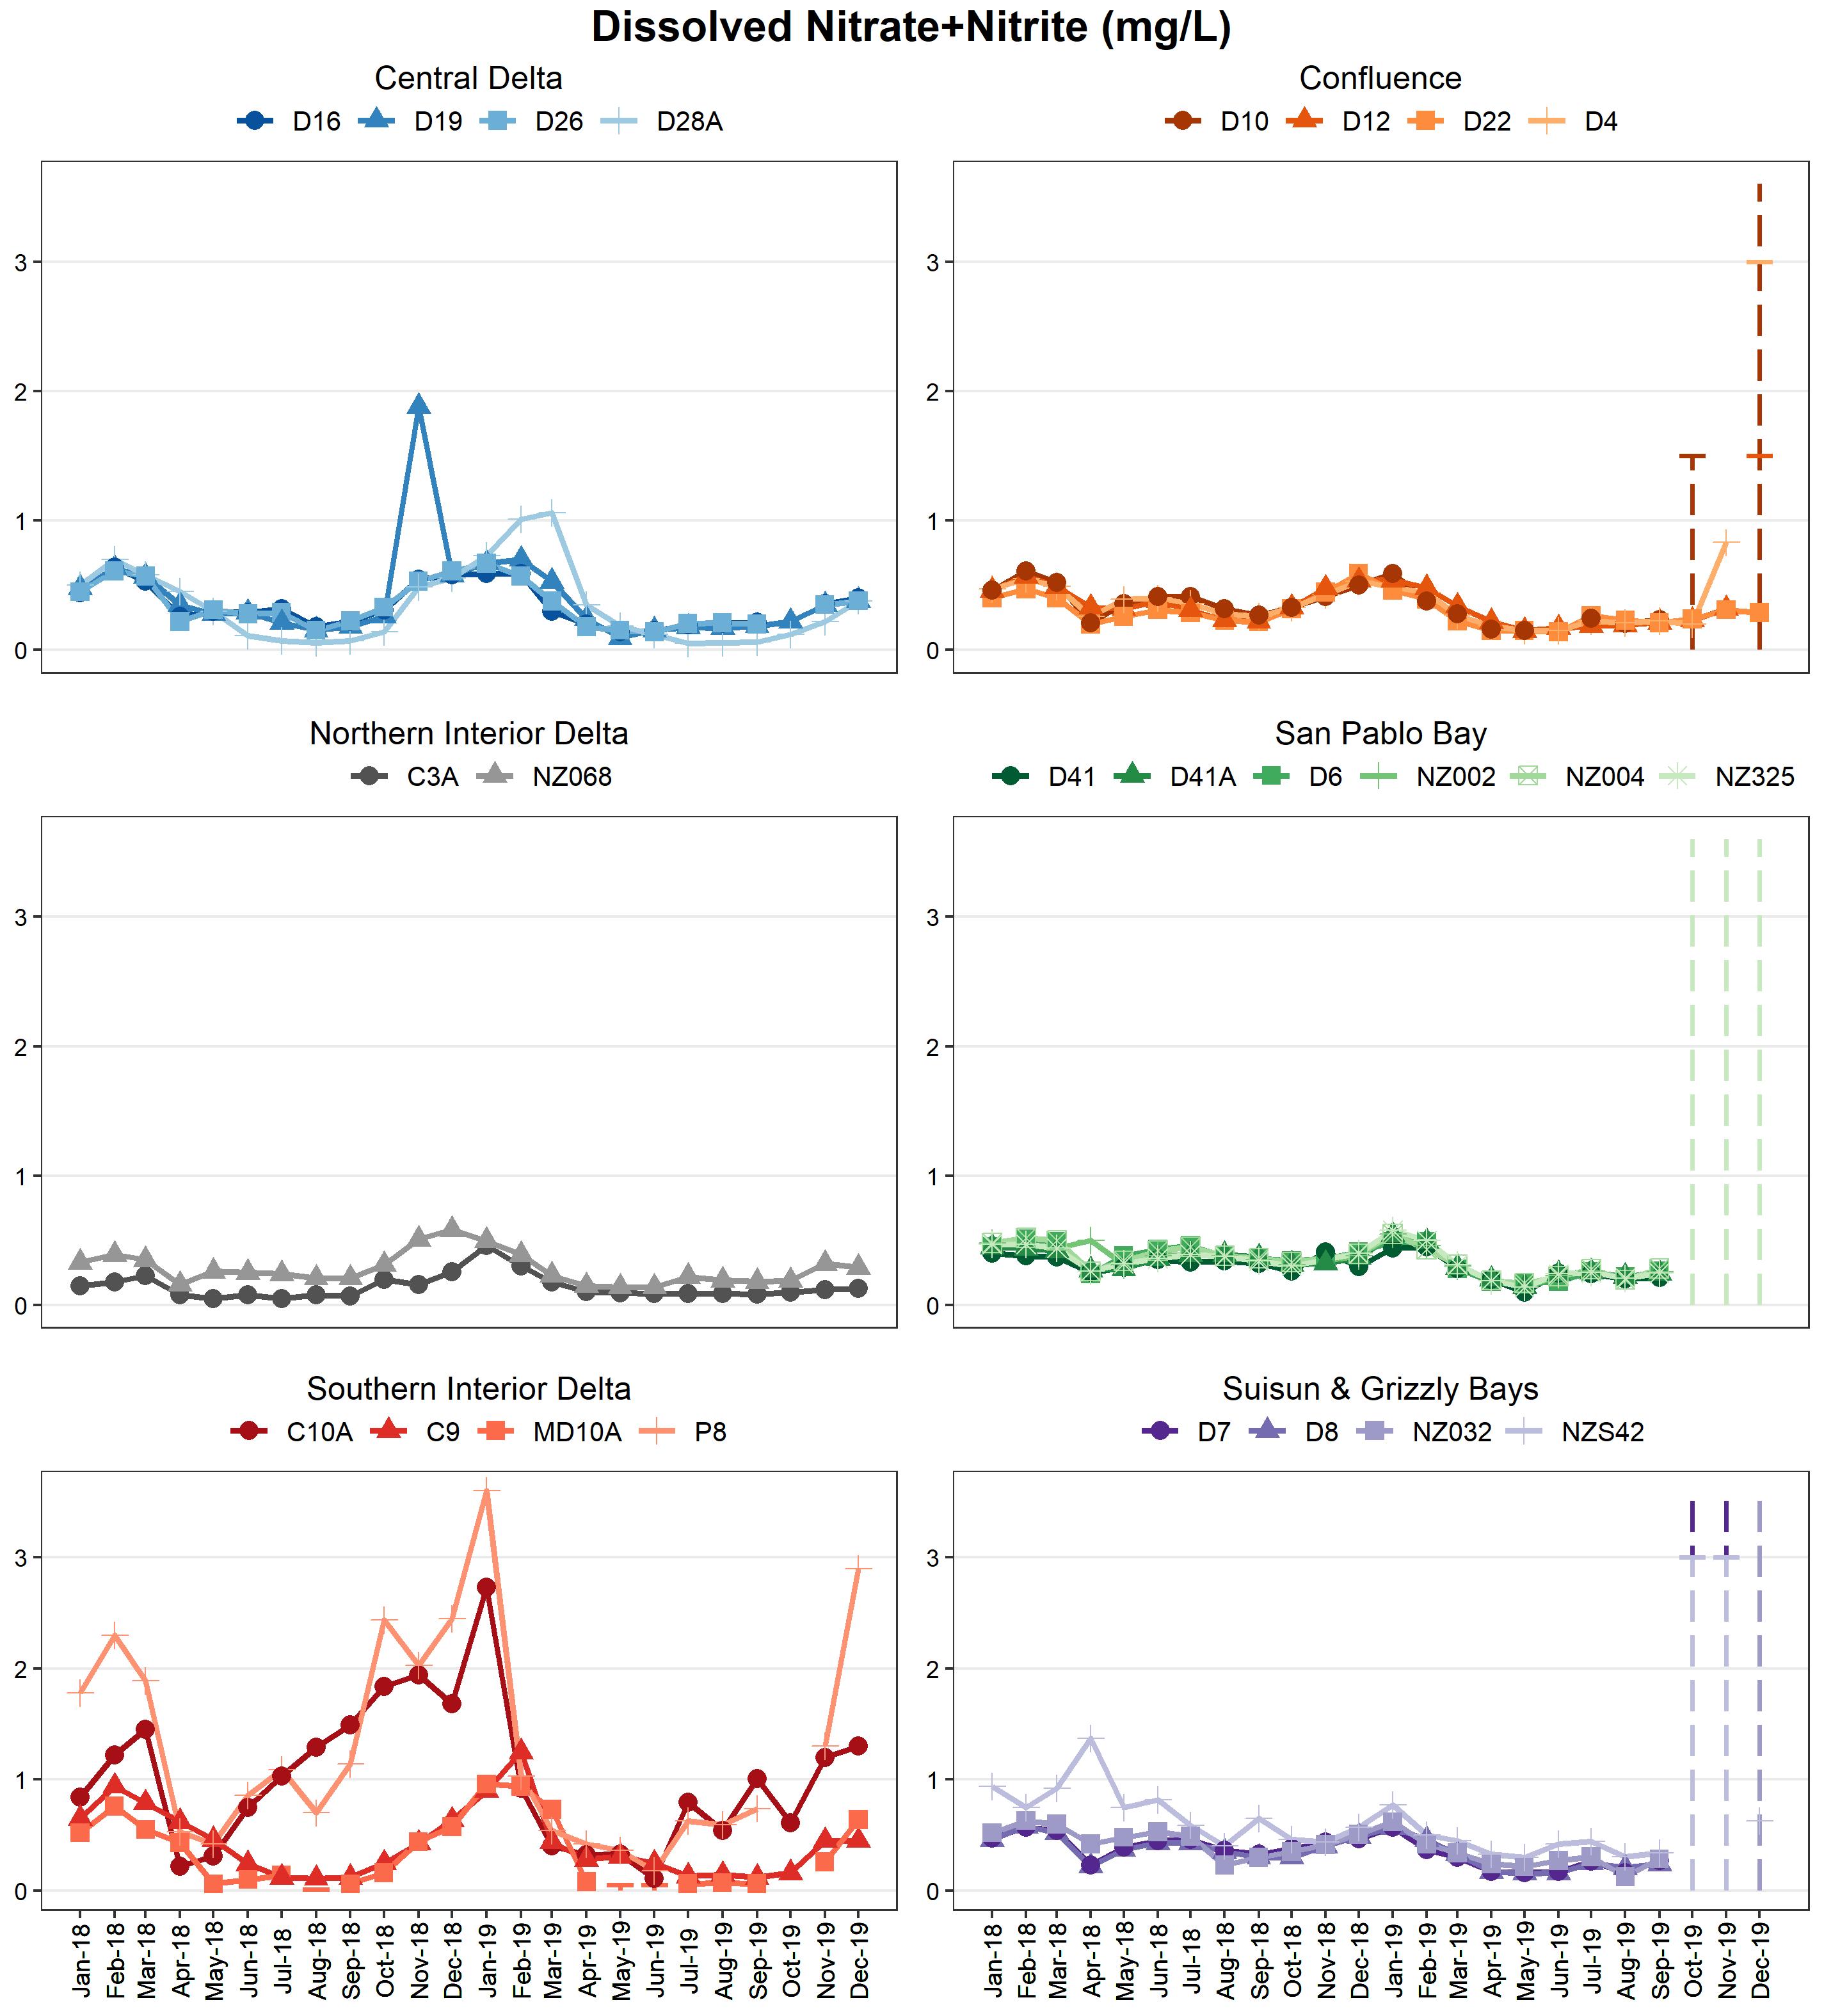 Dissolved Nitrate+Nitrite (mg/L)
Central Delta
D16 D19 D26 D28A
3
2
1
0
Confluence
D10 D12 D22 D4
3
2
1
0
Northern Interior Delta
C3A NZ068
3
2
1
0
San Pablo Bay
D41 D41A D6 NZ002 NZ004 NZ325
3
2
1
0
Southern Interior Delta
C10A C9 MD10A P8
3
2
1
0
Jan-18 Feb-18 Mar-18 Apr-18 May-18 Jun-18 Jul-18 Aug-18 Sep-18 Oct-18 Nov-18 Dec-18 Jan-19 Feb-19 Mar-19 Apr-19 May-19 Jun-19 Jul-19 Aug-19 Sep-19 Oct-19 Nov-19 Dec-19
Suisun & Grizzly Bays
D7 D8 NZ032 NZS42
3
2
1
0
Jan-18 Feb-18 Mar-18 Apr-18 May-18 Jun-18 Jul-18 Aug-18 Sep-18 Oct-18 Nov-18 Dec-18 Jan-19 Feb-19 Mar-19 Apr-19 May-19 Jun-19 Jul-19 Aug-19 Sep-19 Oct-19 Nov-19 Dec-19